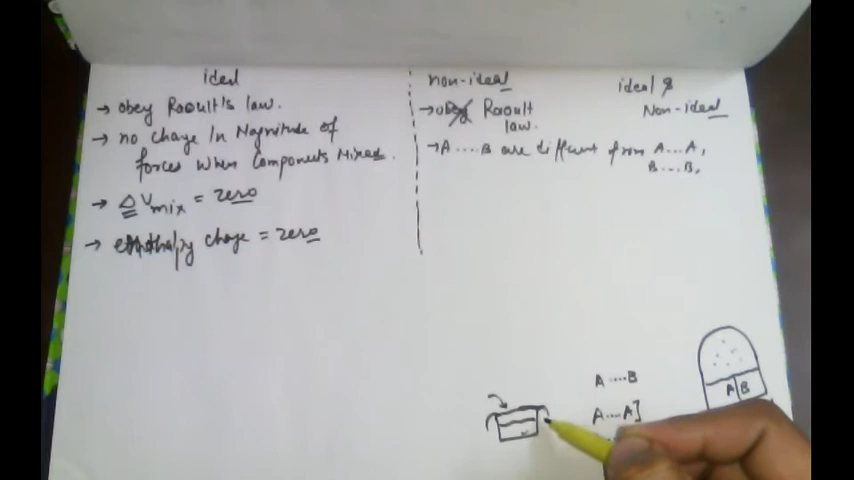 ideal
→ obey Raoult's law.
→ no change In Magnitude of
forces when components Mixed.
→ ΔVmix = zero
→ enthalpy change = zero
non-ideal
→ obey Raoult
law.
→ A....B are different from A...A,
B...B,
ideal &
Non-ideal
A....B
A....A]
A B